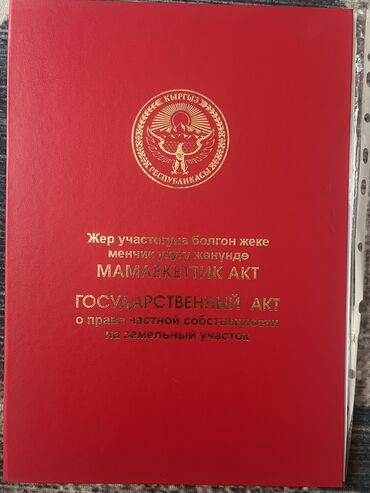 КЫРГЫЗ
РЕСПУБЛИКАСЫ
Жер участогуна болгон жеке
менчик укугу жөнүндө
МАМЛЕКЕТТИК АКТ
ГОСУДАРСТВЕННЫЙ АКТ
о праве частной собственности
на земельный участок